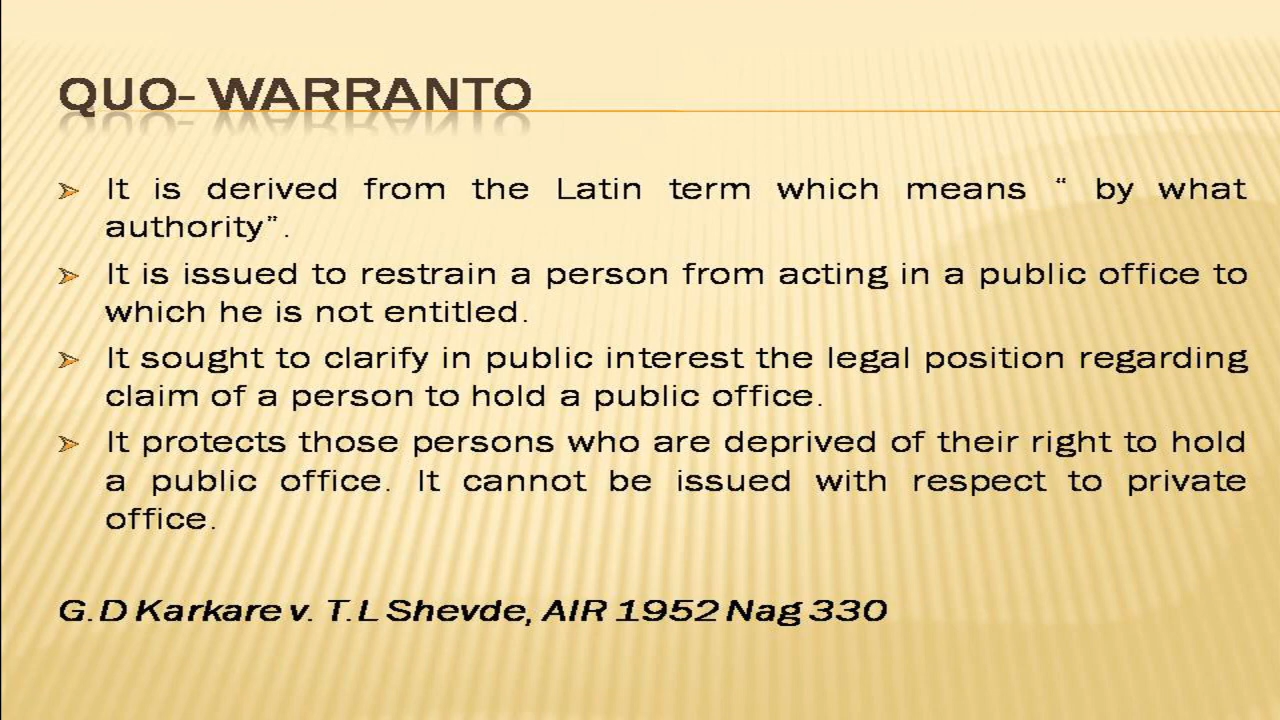 QUO- WARRANTO
It is derived from the Latin term which means “ by what
authority”.
It is issued to restrain a person from acting in a public office to
which he is not entitled.
It sought to clarify in public interest the legal position regarding
claim of a person to hold a public office.
It protects those persons who are deprived of their right to hold
a public office. It cannot be issued with respect to private
office.
G.D Karkare v. T.L Shevde, AIR 1952 Nag 330